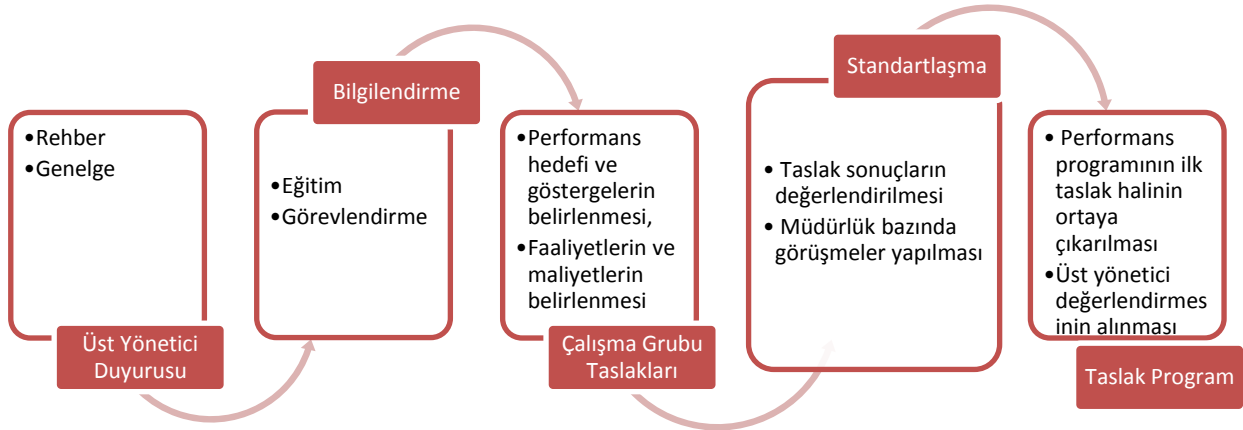 •Rehber
•Genelge
Üst Yönetici
Duyurusu
Bilgilendirme
•Eğitim
•Görevlendirme
•Performans
hedefi ve
göstergelerin
belirlenmesi,
•Faaliyetlerin ve
maliyetlerin
belirlenmesi
Çalışma Grubu
Taslakları
Standartlaşma
• Taslak sonuçların
değerlendirilmesi
• Müdürlük bazında
görüşmeler yapılması
• Performans
programının ilk
taslak halinin
ortaya
çıkarılması
•Üst yönetici
değerlendirmes
inin alınması
Taslak Program